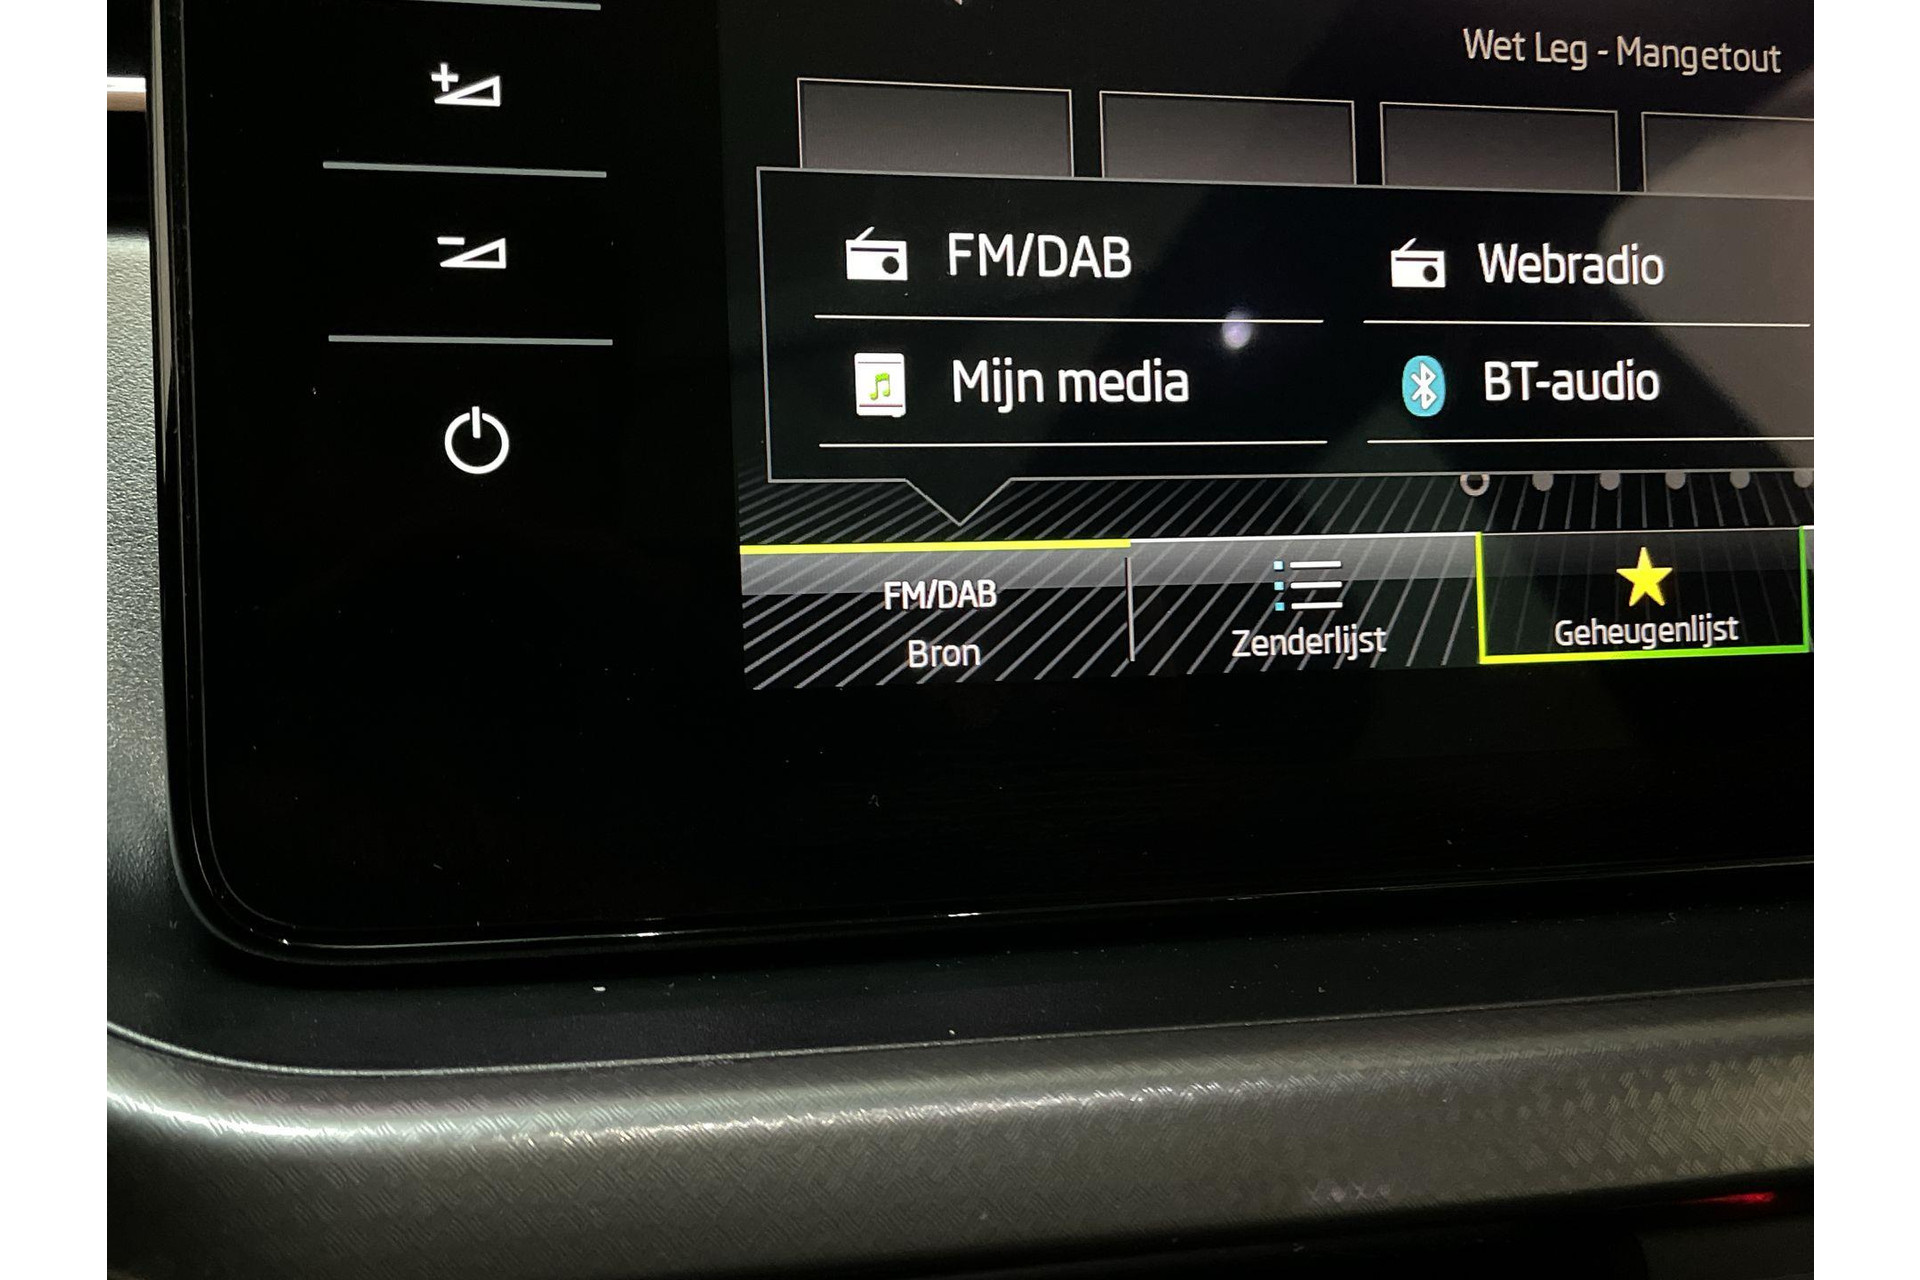 Wet Leg - Mangetout
FM/DAB
Webradio
Mijn media
BT-audio
FM/DAB
Bron
Zenderlijst
Geheugenlijst